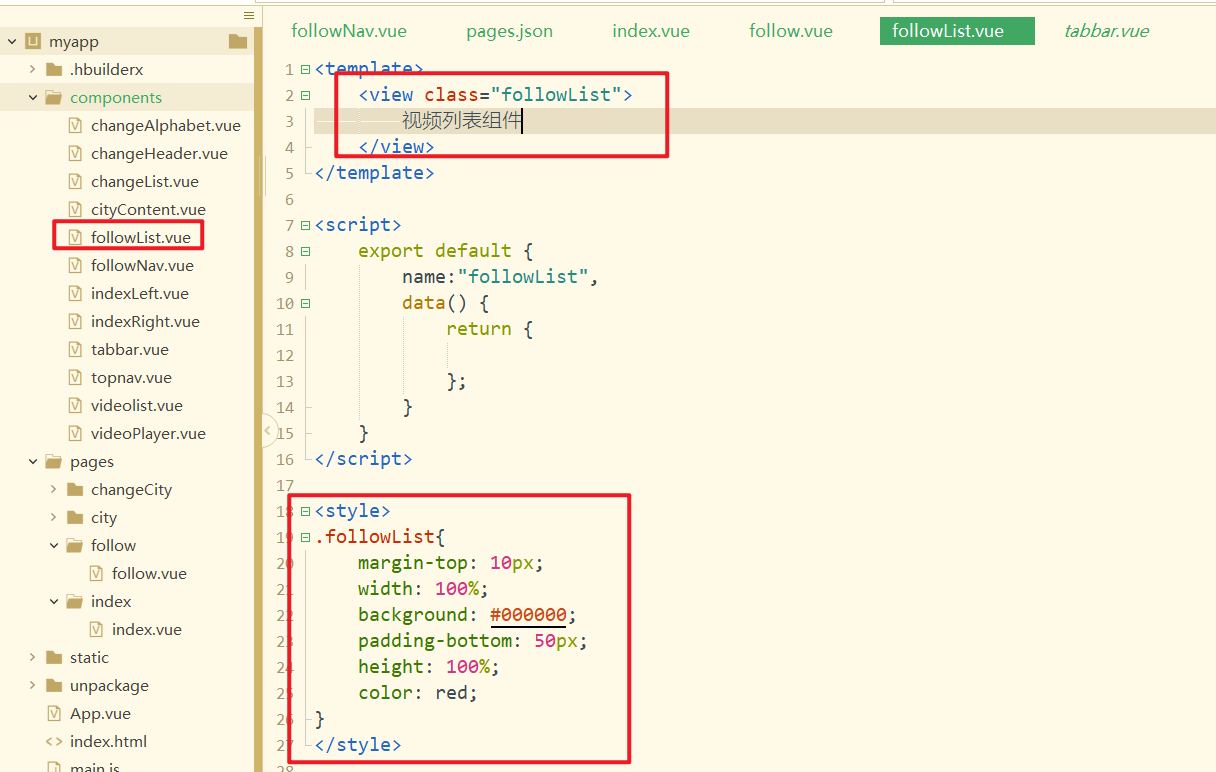 myapp
.hbuilderx
components
changeAlphabet.vue
changeHeader.vue
changeList.vue
cityContent.vue
followList.vue
followNav.vue
indexLeft.vue
indexRight.vue
tabbar.vue
topnav.vue
videolist.vue
videoPlayer.vue
pages
changeCity
city
follow
follow.vue
index
index.vue
static
unpackage
App.vue
index.html
main.js
followNav.vue pages.json index.vue follow.vue followList.vue tabbar.vue
1 <template>
2 <view class="followList">
3 视频列表组件
4 </view>
5 </template>
6
7 <script>
8 export default {
9 name:"followList",
10 data() {
11 return {
12
13 };
14 }
15 }
16 </script>
17
18 <style>
19 .followList{
20 margin-top: 10px;
21 width: 100%;
22 background: #000000;
23 padding-bottom: 50px;
24 height: 100%;
25 color: red;
26 }
27 </style>
28